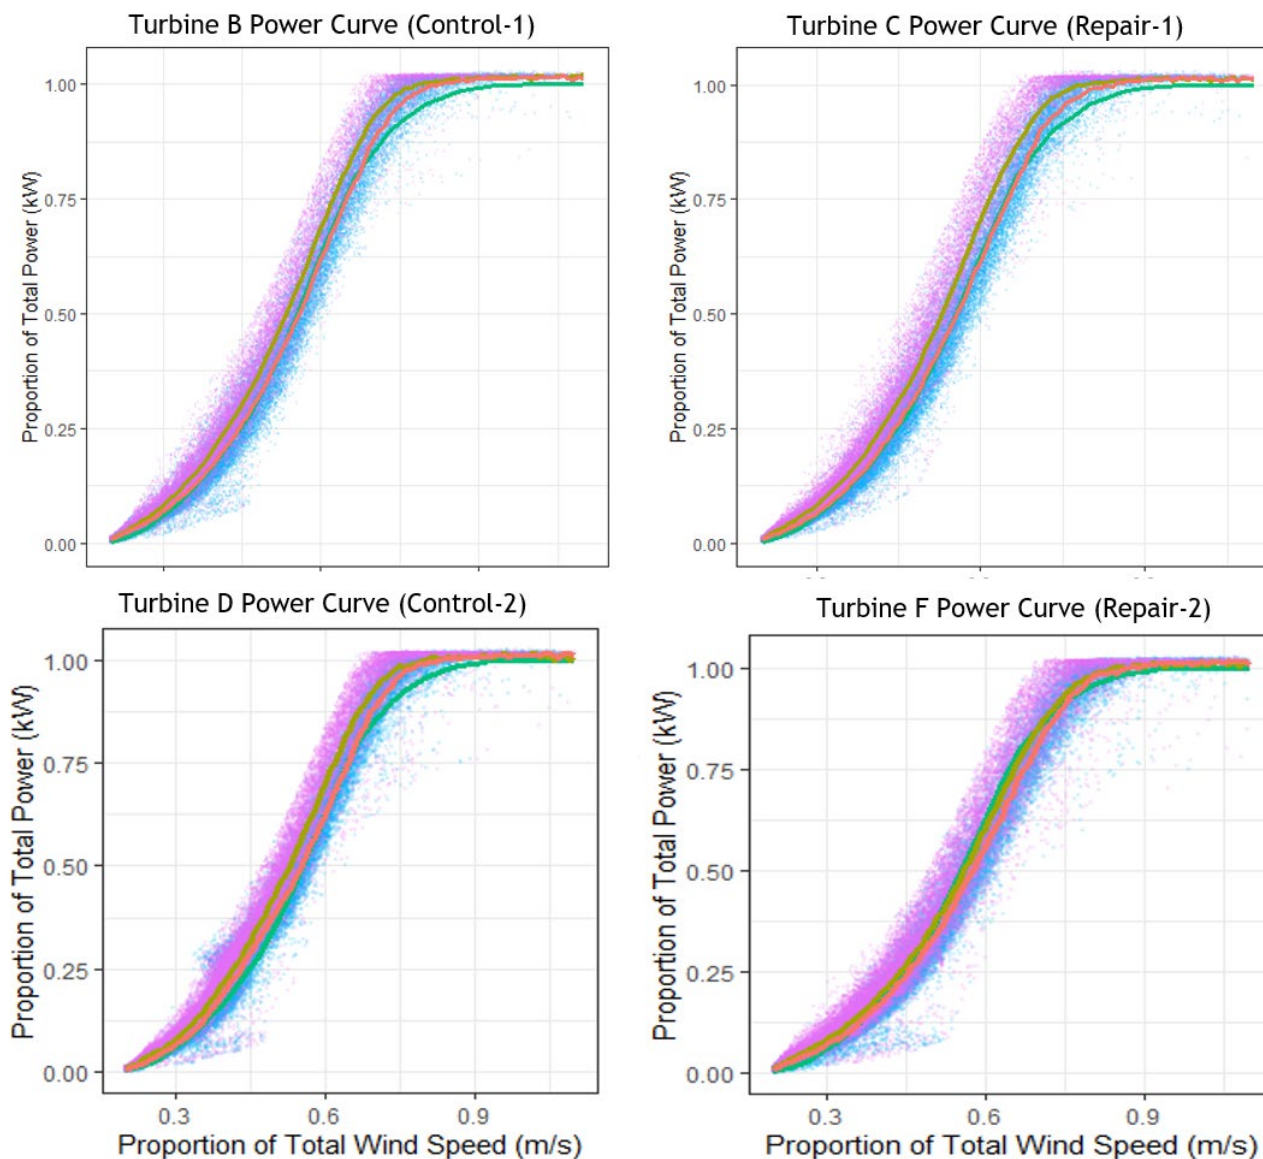 Turbine B Power Curve (Control-1)
Turbine C Power Curve (Repair-1)
Proportion of Total Power (kW)
1.00
0.75
0.50
0.25
0.00
Proportion of Total Power (kW)
1.00
0.75
0.50
0.25
0.00
Turbine D Power Curve (Control-2)
Turbine F Power Curve (Repair-2)
Proportion of Total Power (kW)
1.00
0.75
0.50
0.25
0.00
0.3 0.6 0.9
Proportion of Total Wind Speed (m/s)
Proportion of Total Power (kW)
1.00
0.75
0.50
0.25
0.00
0.3 0.6 0.9
Proportion of Total Wind Speed (m/s)